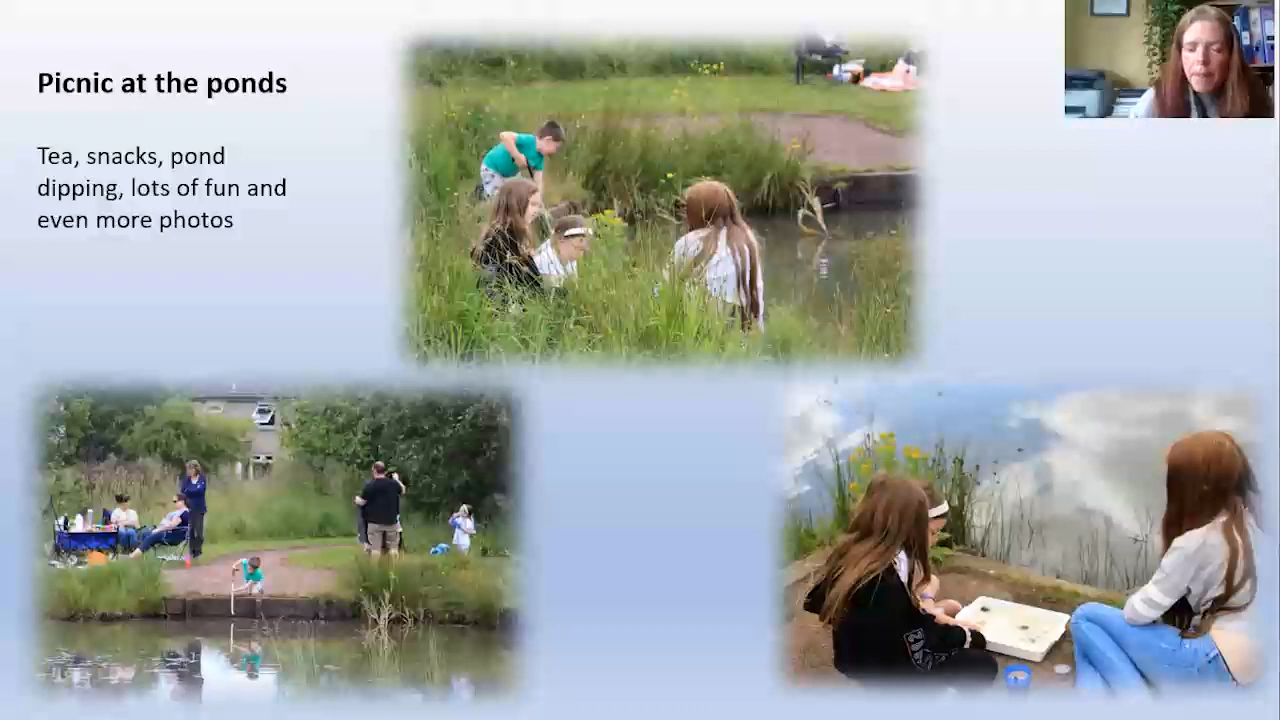 Picnic at the ponds
Tea, snacks, pond
dipping, lots of fun and
even more photos